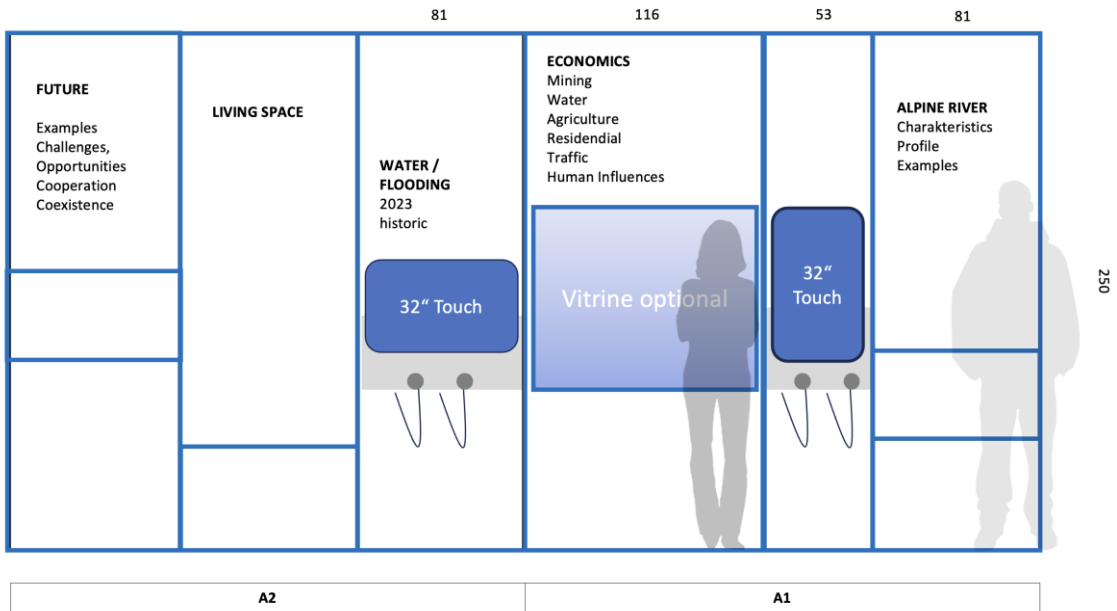 81
116
53
81
FUTURE
Examples
Challenges,
Opportunities
Cooperation
Coexistence
LIVING SPACE
WATER /
FLOODING
2023
historic
32“ Touch
ECONOMICS
Mining
Water
Agriculture
Residendial
Traffic
Human Influences
Vitrine optional
32“
Touch
ALPINE RIVER
Charakteristics
Profile
Examples
250
A2
A1